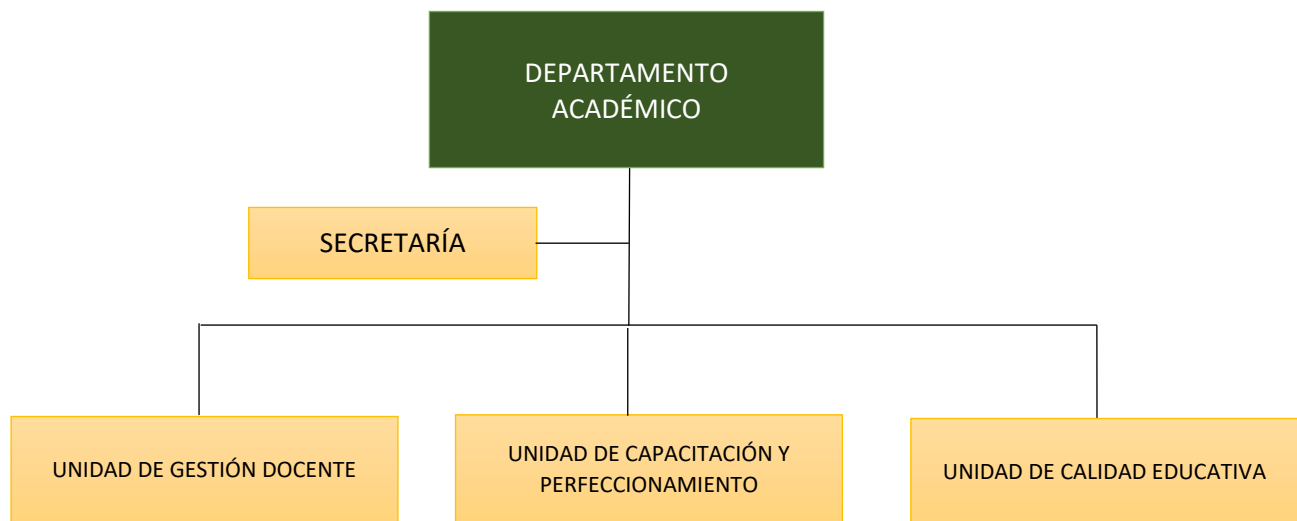 DEPARTAMENTO
ACADÉMICO
SECRETARÍA
UNIDAD DE GESTIÓN DOCENTE
UNIDAD DE CAPACITACIÓN Y
PERFECCIONAMIENTO
UNIDAD DE CALIDAD EDUCATIVA